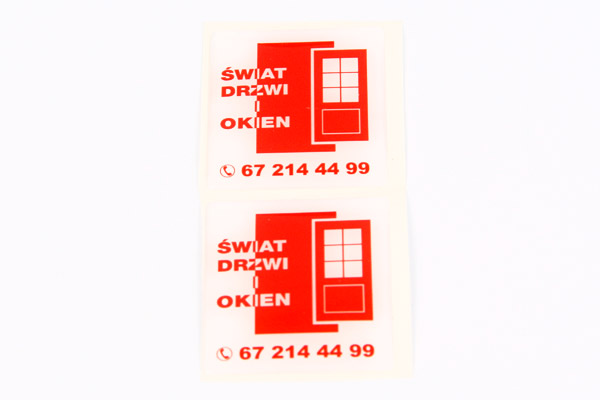 ŚWIAT
DRZWI
I
OKIEN
67 214 44 99
ŚWIAT
DRZWI
I
OKIEN
67 214 44 99